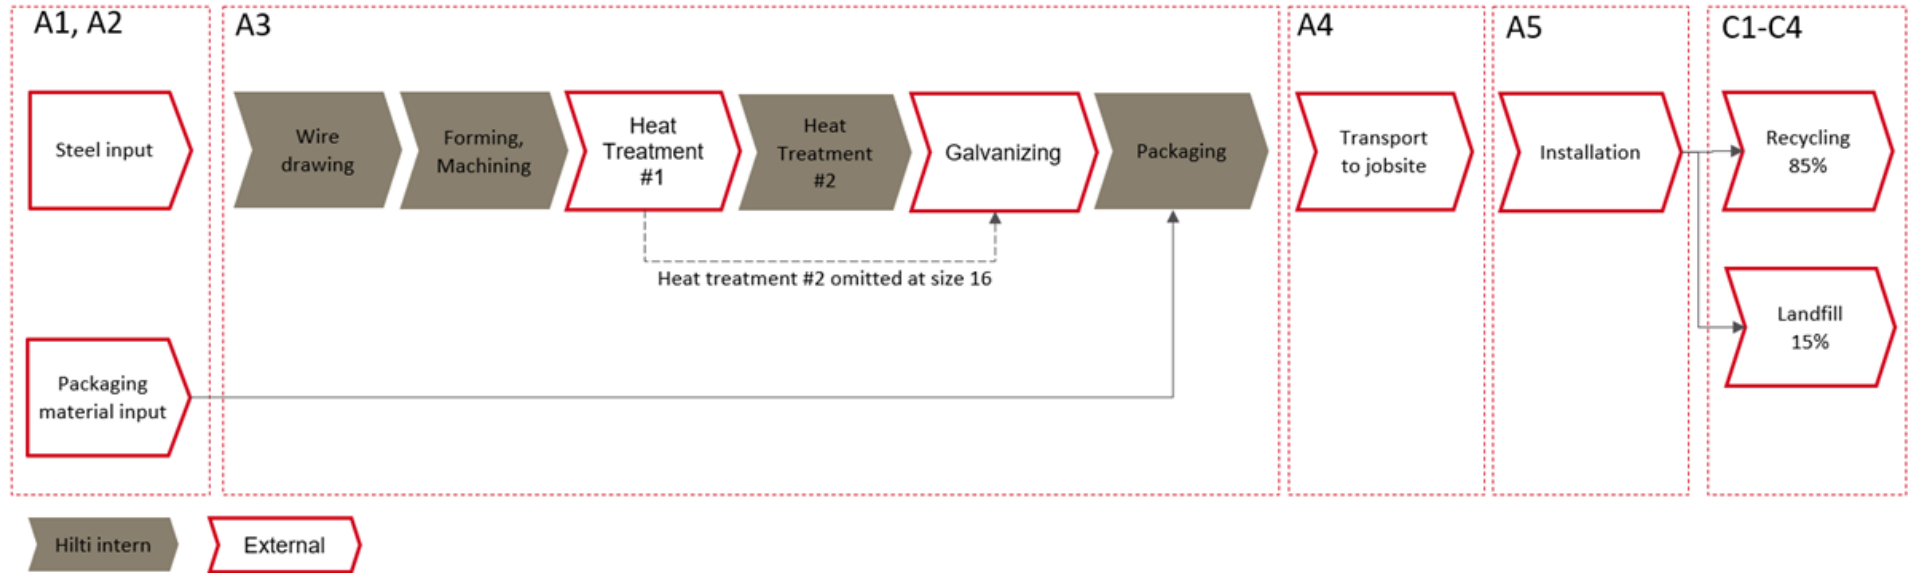 A1, A2
A3
A4
A5
C1-C4
Steel input
Wire
drawing
Forming,
Machining
Heat
Treatment
#1
Heat
Treatment
#2
Galvanizing
Packaging
Transport
to jobsite
Installation
Recycling
85%
Heat treatment #2 omitted at size 16
Landfill
15%
Packaging
material input
Hilti intern
External